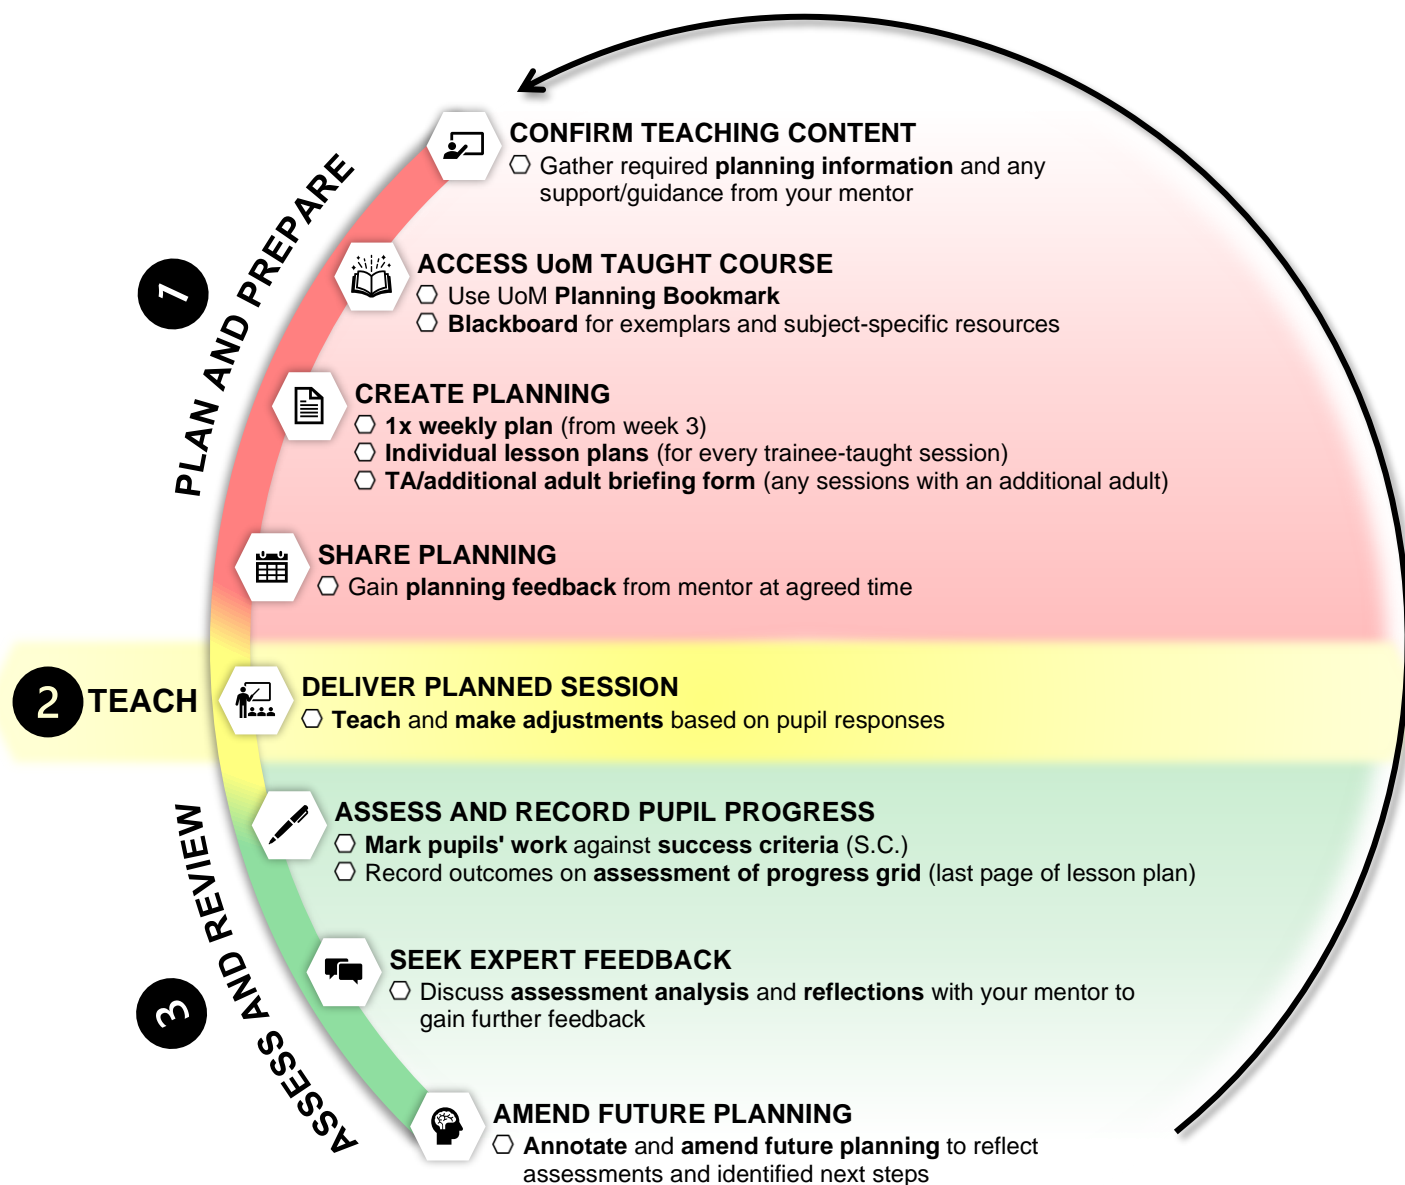 1
PLAN AND PREPARE
CONFIRM TEACHING CONTENT
Gather required planning information and any
support/guidance from your mentor
ACCESS UoM TAUGHT COURSE
Use UoM Planning Bookmark
Blackboard for exemplars and subject-specific resources
CREATE PLANNING
1x weekly plan (from week 3)
Individual lesson plans (for every trainee-taught session)
TA/additional adult briefing form (any sessions with an additional adult)
SHARE PLANNING
Gain planning feedback from mentor at agreed time
2 TEACH
DELIVER PLANNED SESSION
Teach and make adjustments based on pupil responses
3
ASSESS AND REVIEW
ASSESS AND RECORD PUPIL PROGRESS
Mark pupils' work against success criteria (S.C.)
Record outcomes on assessment of progress grid (last page of lesson plan)
SEEK EXPERT FEEDBACK
Discuss assessment analysis and reflections with your mentor to
gain further feedback
AMEND FUTURE PLANNING
Annotate and amend future planning to reflect
assessments and identified next steps